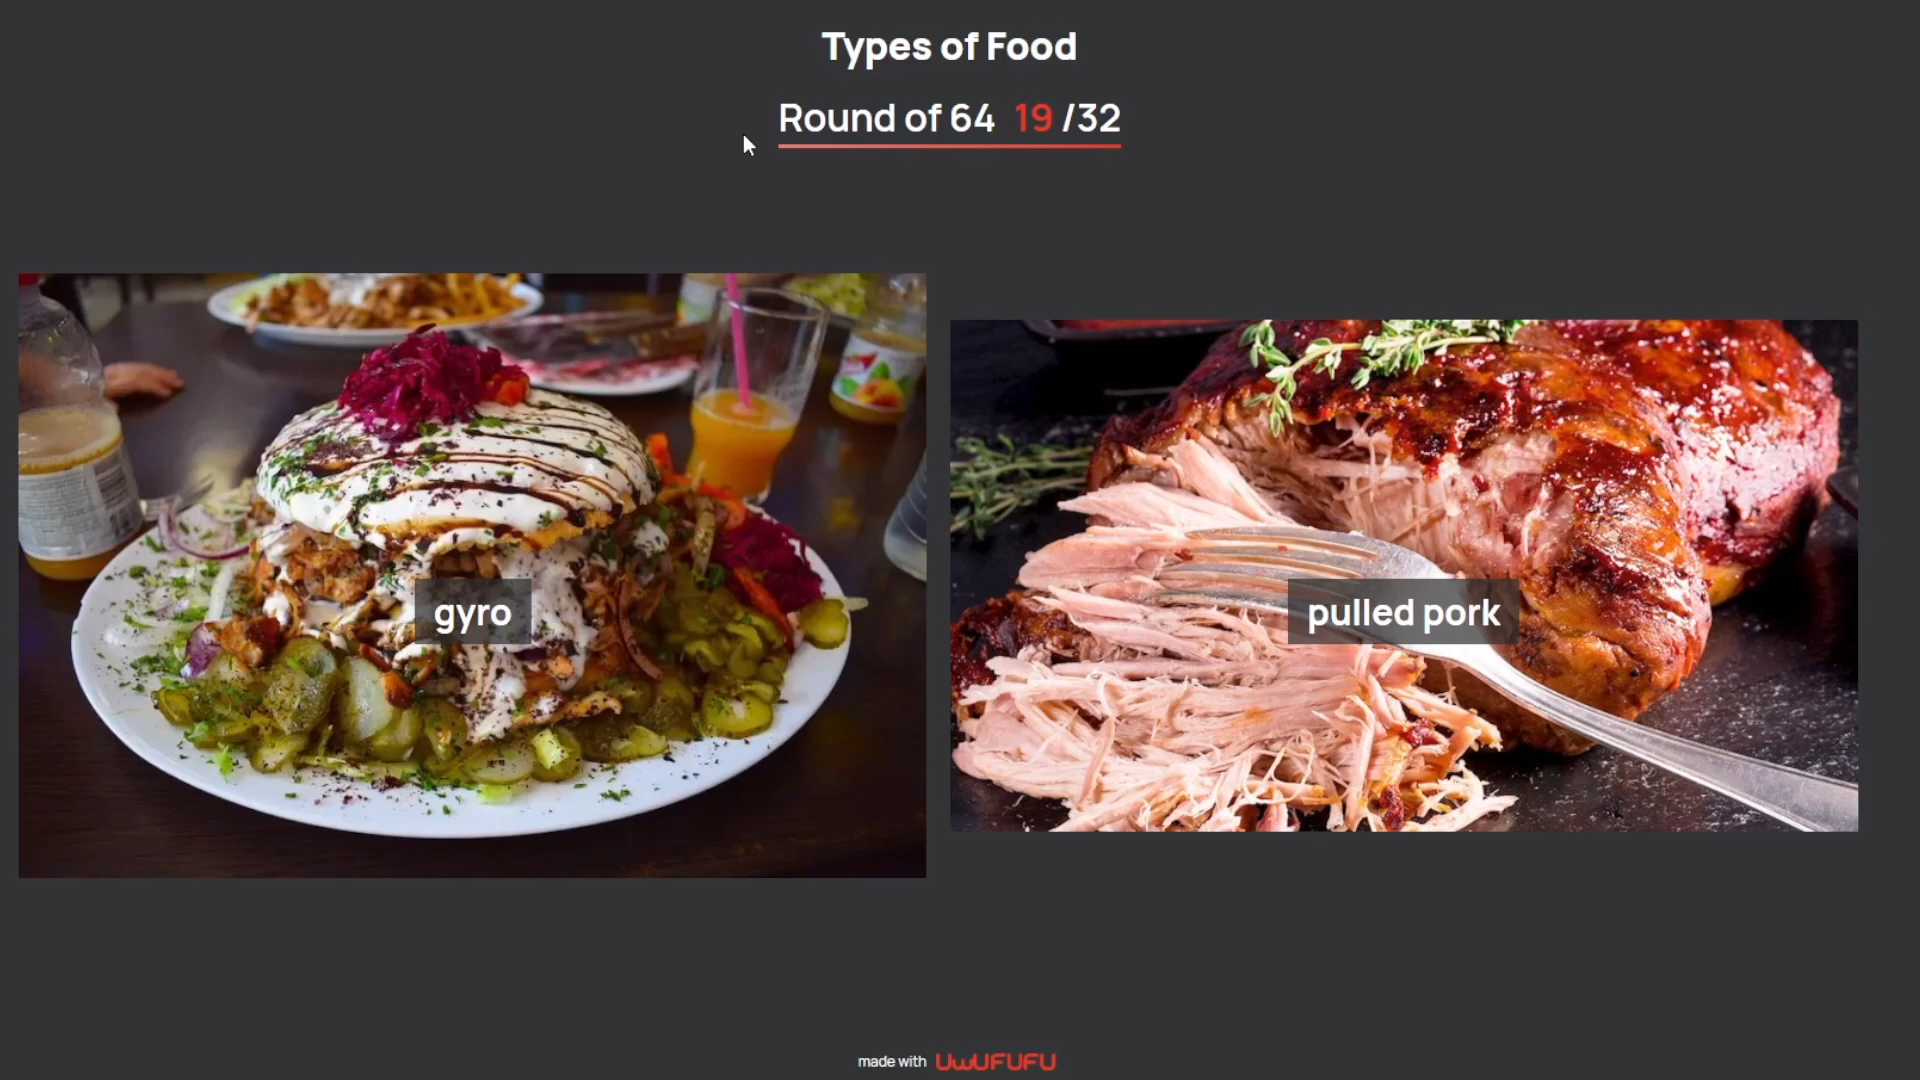 Types of Food
Round of 64 19 /32
gyro
pulled pork
made with UwUFUFU